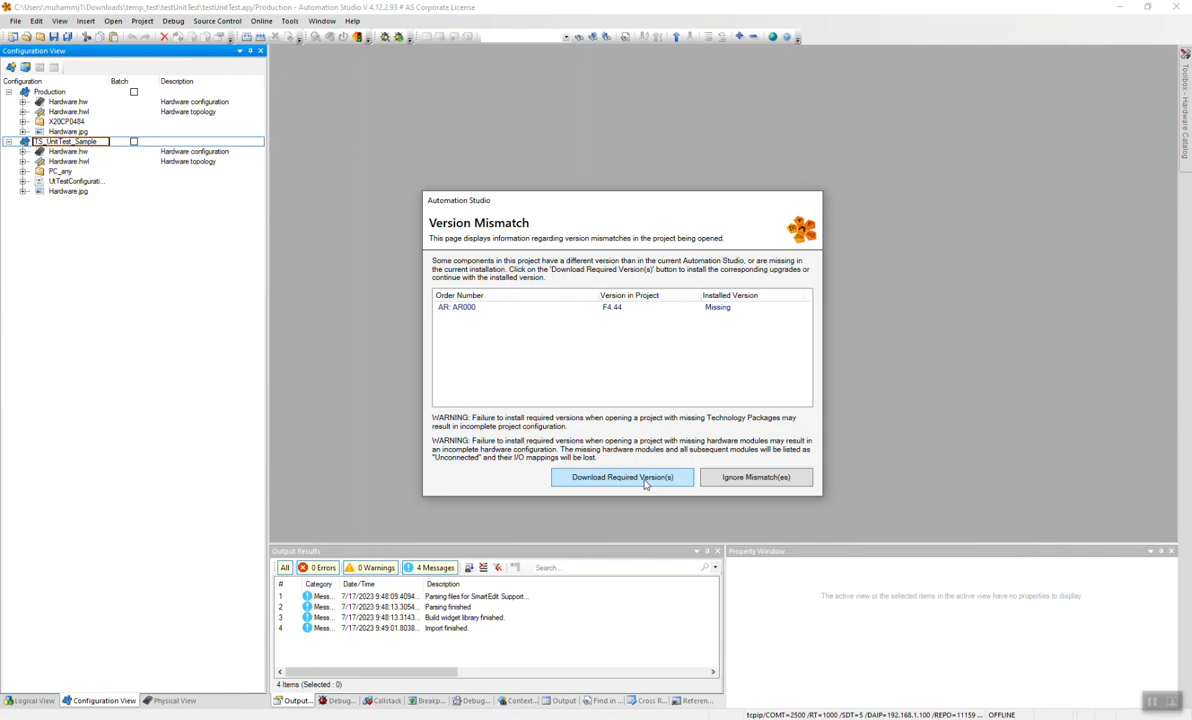 C:\Users\muhammj1\Downloads\temp_test\testUnitTest\testUnitTest.apj/Production - Automation Studio V 4.12.2.93 # AS Corporate License
File Edit View Insert Open Project Debug Source Control Online Tools Window Help
Configuration View
Configuration Batch Description
Production
Hardware.hw Hardware configuration
Hardware.hwl Hardware topology
X20CP0484
Hardware.jpg
TS_UnitTest_Sample
Hardware.hw Hardware configuration
Hardware.hwl Hardware topology
PC_any
UtTestConfigurati...
Hardware.jpg
Toolbox - Hardware Catalog
Automation Studio
Version Mismatch
This page displays information regarding version mismatches in the project being opened.
Some components in this project have a different version than in the current Automation Studio, or are missing in
the current installation. Click on the 'Download Required Version(s)' button to install the corresponding upgrades or
continue with the installed version.
Order Number Version in Project Installed Version
AR: AR000 F4.44 Missing
WARNING: Failure to install required versions when opening a project with missing Technology Packages may
result in incomplete project configuration.
WARNING: Failure to install required versions when opening a project with missing hardware modules may result in
an incomplete hardware configuration. The missing hardware modules and all subsequent modules will be listed as
"Unconnected" and their I/O mappings will be lost.
Download Required Version(s) Ignore Mismatch(es)
Output Results
All 0 Errors 0 Warnings 4 Messages Search...
# Category Date/Time Description
1 Mess... 7/17/2023 9:48:09.4094... Parsing files for SmartEdit Support...
2 Mess... 7/17/2023 9:48:13.3054... Parsing finished
3 Mess... 7/17/2023 9:48:13.3143... Build widget library finished.
4 Mess... 7/17/2023 9:49:01.8038... Import finished.
4 Items (Selected : 0)
Property Window
The active view or the selected items in the active view have no properties to display.
Logical View Configuration View Physical View
Output... Debug... Callstack Breakp... Debug... Context... Output Find in ... Cross R... Referen...
tcpip/COMT=2500 /RT=1000 /SDT=5 /DAIP=192.168.1.100 /REPO=11159 ... OFFLINE